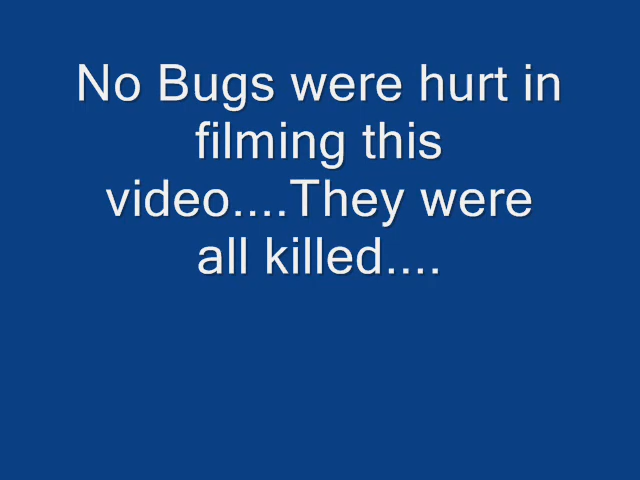 No Bugs were hurt in
filming this
video....They were
all killed....